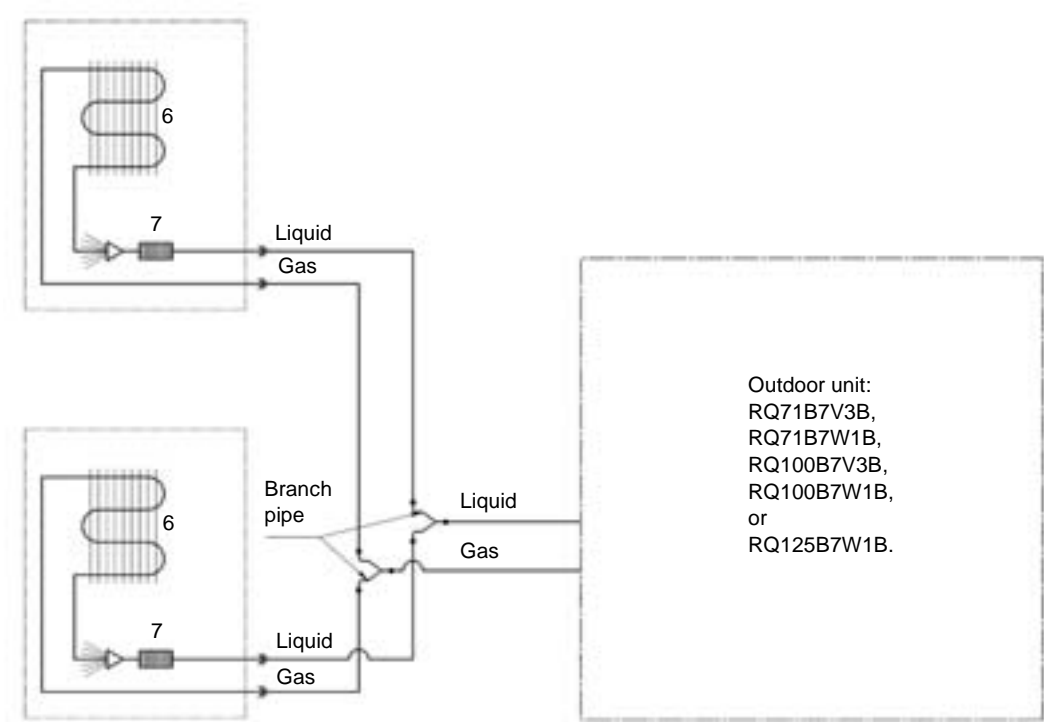 6
7
Liquid
Gas
Outdoor unit:
RQ71B7V3B,
RQ71B7W1B,
RQ100B7V3B,
RQ100B7W1B,
or
RQ125B7W1B.
Branch
pipe
Liquid
Gas
6
7
Liquid
Gas